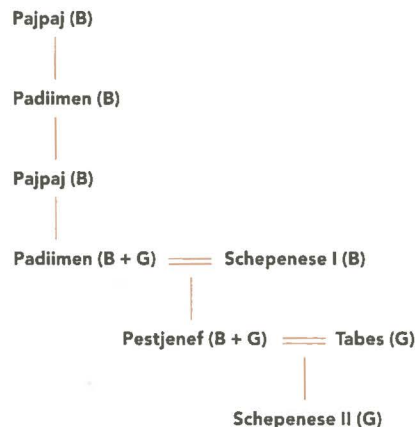 Pajpaj (B)
Padiimen (B)
Pajpaj (B)
Padiimen (B + G) Schepenese I (B)
Pestjenef (B + G) Tabes (G)
Schepenese II (G)